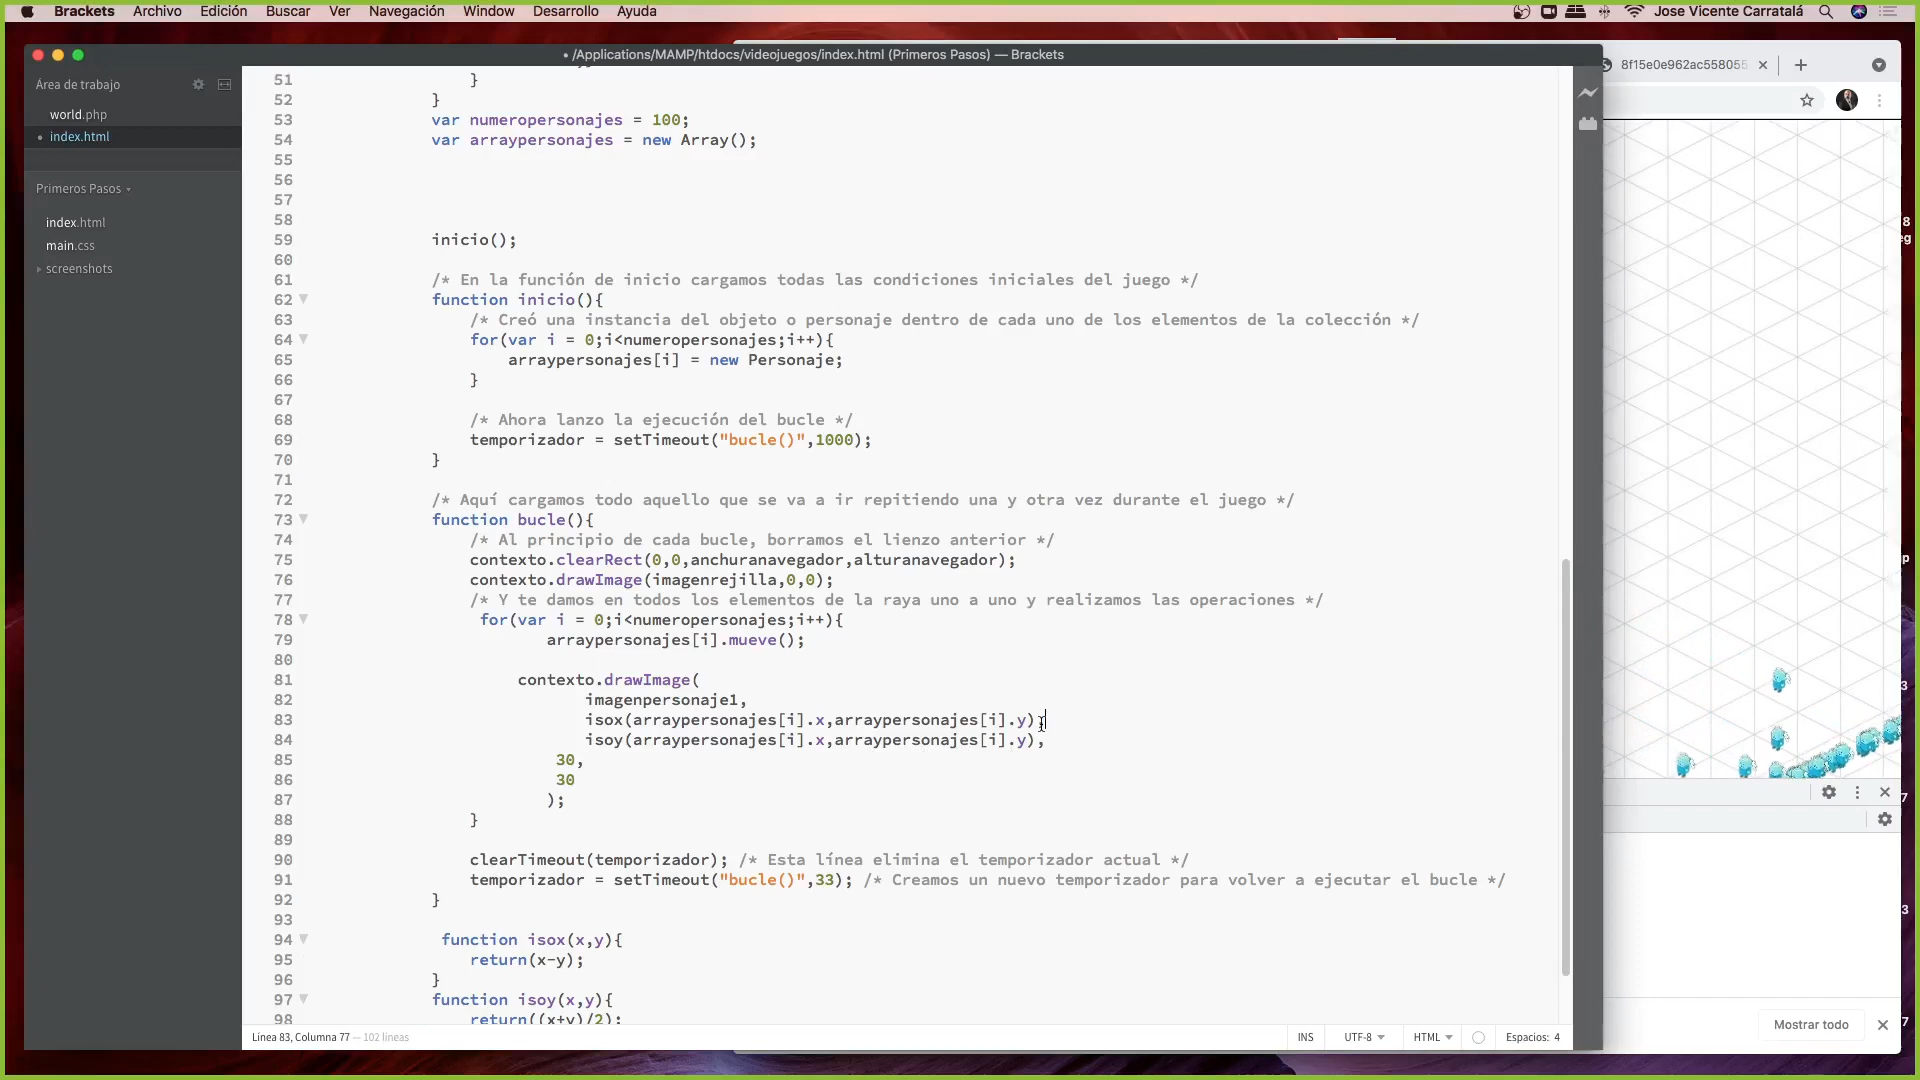 Brackets Archivo Edición Buscar Ver Navegación Window Desarrollo Ayuda Jose Vicente Carratalá
• /Applications/MAMP/htdocs/videojuegos/index.html (Primeros Pasos) — Brackets
8f15e0e962ac558055
Área de trabajo
world.php
• index.html
Primeros Pasos
index.html
main.css
screenshots
51 }
52 }
53 var numeropersonajes = 100;
54 var arraypersonajes = new Array();
55
56
57
58
59 inicio();
60
61 /* En la función de inicio cargamos todas las condiciones iniciales del juego */
62 function inicio(){
63 /* Creó una instancia del objeto o personaje dentro de cada uno de los elementos de la colección */
64 for(var i = 0;i<numeropersonajes;i++){
65 arraypersonajes[i] = new Personaje;
66 }
67
68 /* Ahora lanzo la ejecución del bucle */
69 temporizador = setTimeout("bucle()",1000);
70 }
71
72 /* Aquí cargamos todo aquello que se va a ir repitiendo una y otra vez durante el juego */
73 function bucle(){
74 /* Al principio de cada bucle, borramos el lienzo anterior */
75 contexto.clearRect(0,0,anchuranavegador,alturanavegador);
76 contexto.drawImage(imagenrejilla,0,0);
77 /* Y te damos en todos los elementos de la raya uno a uno y realizamos las operaciones */
78 for(var i = 0;i<numeropersonajes;i++){
79 arraypersonajes[i].mueve();
80
81 contexto.drawImage(
82 imagenpersonaje1,
83 isox(arraypersonajes[i].x,arraypersonajes[i].y),
84 isoy(arraypersonajes[i].x,arraypersonajes[i].y),
85 30,
86 30
87 );
88 }
89
90 clearTimeout(temporizador); /* Esta línea elimina el temporizador actual */
91 temporizador = setTimeout("bucle()",33); /* Creamos un nuevo temporizador para volver a ejecutar el bucle */
92 }
93
94 function isox(x,y){
95 return(x-y);
96 }
97 function isoy(x,y){
98 return((x+y)/2);
Línea 83, Columna 77 — 102 líneas INS UTF-8 HTML Espacios: 4
Mostrar todo